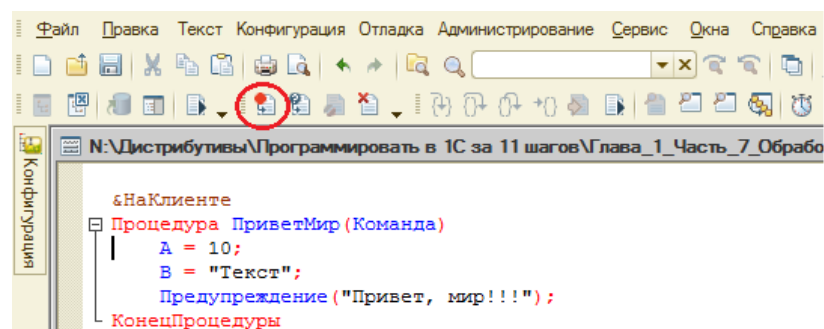 Файл Правка Текст Конфигурация Отладка Администрирование Сервис Окна Справка
N:\Дистрибутивы\Программировать в 1С за 11 шагов\Глава_1_Часть_7_Обрабо
Конфигурация
&НаКлиенте
Процедура ПриветМир(Команда)
А = 10;
В = "Текст";
Предупреждение("Привет, мир!!!");
КонецПроцедуры